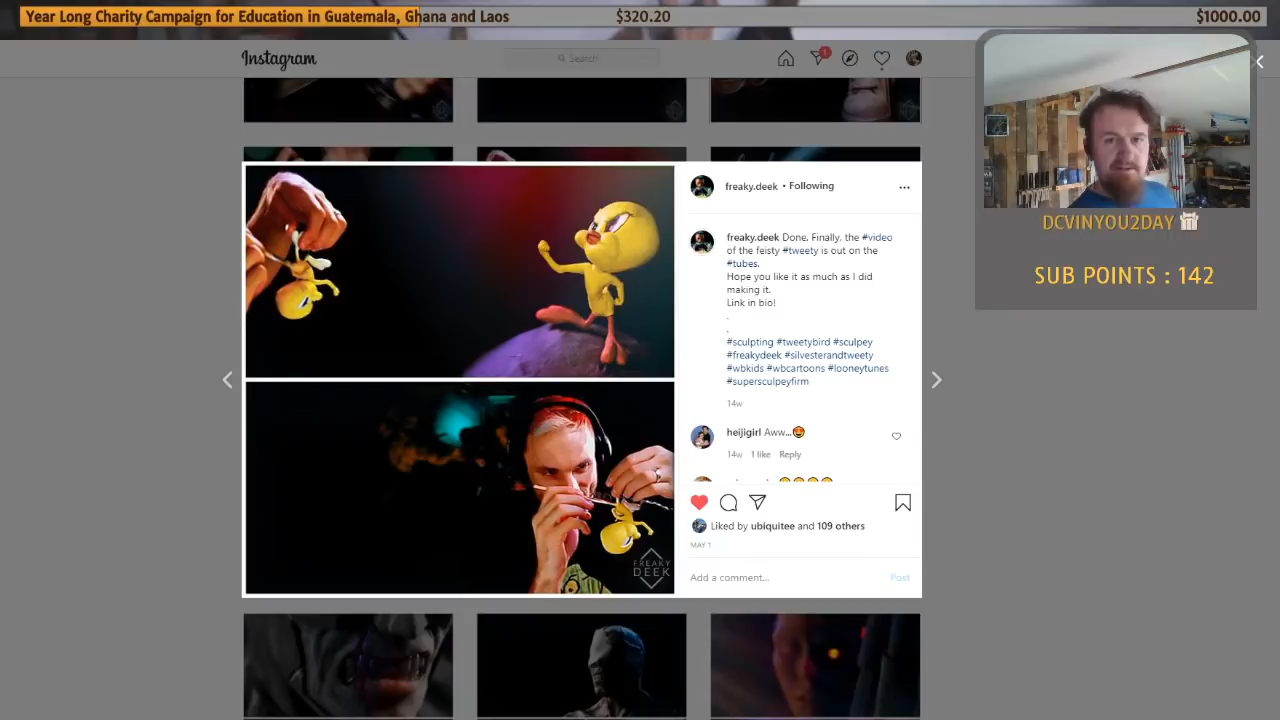 Year Long Charity Campaign for Education in Guatemala, Ghana and Laos
$320.20
$1000.00
Instagram
Search
1
DCVINYOU2DAY
SUB POINTS : 142
freaky.deek • Following
freaky.deek Done. Finally, the #video
of the feisty #tweety is out on the
#tubes.
Hope you like it as much as I did
making it.
Link in bio!
.
.
#sculpting #tweetybird #sculpey
#freakydeek #silvesterandtweety
#wbkids #wbcartoons #looneytunes
#supersculpeyfirm
14w
heijigirl Aww...🤩
14w 1 like Reply
Liked by ubiquitee and 109 others
MAY 1
Add a comment...
Post
FREAKY
DEEK